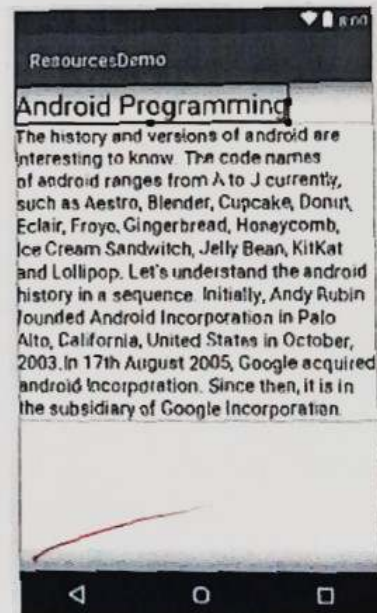 8:00
ResourcesDemo
Android Programming
The history and versions of android are
interesting to know. The code names
of android ranges from A to J currently,
such as Aestro, Blender, Cupcake, Donut,
Eclair, Froyo, Gingerbread, Honeycomb,
Ice Cream Sandwitch, Jelly Bean, KitKat
and Lollipop. Let's understand the android
history in a sequence. Initially, Andy Rubin
founded Android Incorporation in Palo
Alto, California, United States in October,
2003.In 17th August 2005, Google acquired
android Incorporation. Since then, it is in
the subsidiary of Google Incorporation.